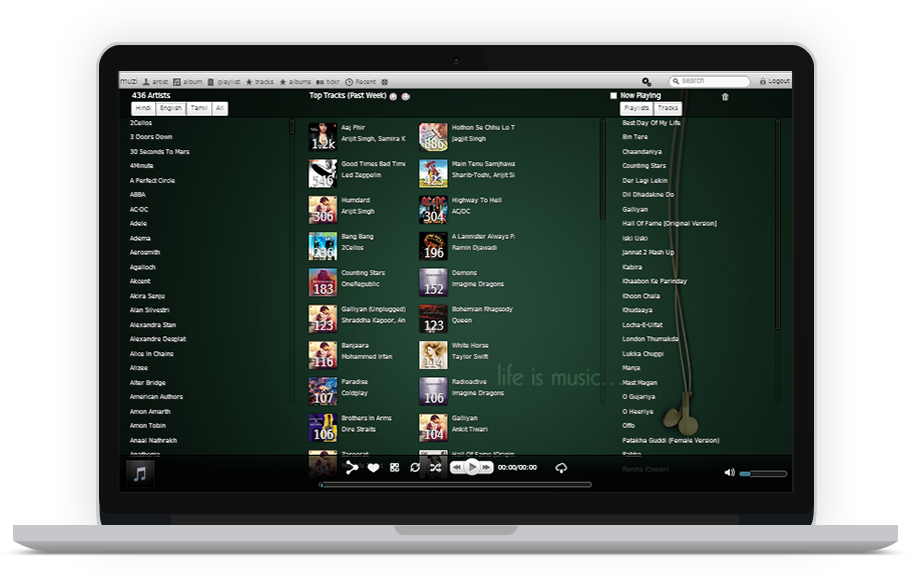 muzi artist album playlist tracks albums tickr Recent Search Logout
436 Artists
Hindi English Tamil All
2Cellos
3 Doors Down
30 Seconds To Mars
4Minute
A Perfect Circle
ABBA
AC-DC
Adele
Adema
Aerosmith
Agalloch
Akcent
Akira Senju
Alan Silvestri
Alexandra Stan
Alexandre Desplat
Alice In Chains
Alizee
Alter Bridge
American Authors
Amon Amarth
Amon Tobin
Anaal Nathrakh
Anathema
Top Tracks (Past Week)
1.2k
Aaj Phir
Arijit Singh, Samira K
886
Hothon Se Chhu Lo T
Jagjit Singh
546
Good Times Bad Time
Led Zeppelin
425
Main Tenu Samjhawa
Sharib-Toshi, Arijit Si
306
Humdard
Arijit Singh
304
Highway To Hell
AC/DC
236
Bang Bang
2Cellos
196
A Lannister Always Pa
Ramin Djawadi
183
Counting Stars
OneRepublic
152
Demons
Imagine Dragons
123
Galliyan (Unplugged)
Shraddha Kapoor, An
123
Bohemian Rhapsody
Queen
116
Banjaara
Mohammed Irfan
114
White Horse
Taylor Swift
107
Paradise
Coldplay
106
Radioactive
Imagine Dragons
106
Brothers In Arms
Dire Straits
104
Galliyan
Ankit Tiwari
Hall Of Fame (Origin
life is music...
Now Playing
Playlists Tracks
Best Day Of My Life
Bin Tere
Chaandaniya
Counting Stars
Der Lagi Lekin
Dil Dhadakne Do
Galliyan
Hall Of Fame [Original Version]
Iski Uski
Jannat 2 Mash Up
Kabira
Khaabon Ke Parinday
Khoon Chala
Khudaaya
Locha-E-Ulfat
London Thumakda
Lukka Chuppi
Manja
Mast Magan
O Gujariya
O Heeriye
Offo
Patakha Guddi (Female Version)
Rabba
Ranjha (Queen)
00:00/00:00